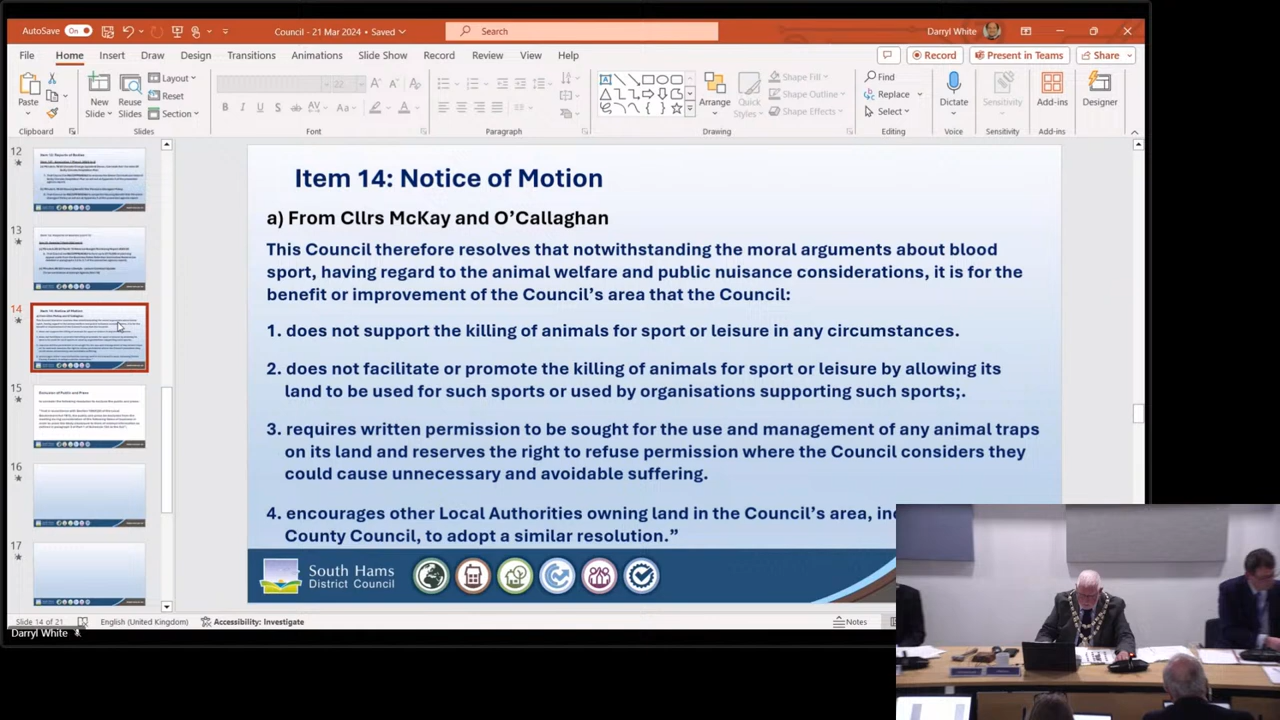 AutoSave On
Council - 21 Mar 2024 • Saved
Search
Darryl White
File Home Insert Draw Design Transitions Animations Slide Show Record Review View Help
Record Present in Teams Share
Paste
New Slide
Reuse Slides
Layout
Reset
Section
Arrange
Quick Styles
Shape Fill
Shape Outline
Shape Effects
Find
Replace
Select
Dictate
Sensitivity
Add-ins
Designer
Clipboard Slides Font Paragraph Drawing Editing Voice Sensitivity Add-ins
12
13
14
15
16
17
Item 14: Notice of Motion
a) From Cllrs McKay and O'Callaghan
This Council therefore resolves that notwithstanding the moral arguments about blood
sport, having regard to the animal welfare and public nuisance considerations, it is for the
benefit or improvement of the Council's area that the Council:
1. does not support the killing of animals for sport or leisure in any circumstances.
2. does not facilitate or promote the killing of animals for sport or leisure by allowing its
land to be used for such sports or used by organisations supporting such sports;.
3. requires written permission to be sought for the use and management of any animal traps
on its land and reserves the right to refuse permission where the Council considers they
could cause unnecessary and avoidable suffering.
4. encourages other Local Authorities owning land in the Council's area, inc
County Council, to adopt a similar resolution."
South Hams
District Council
Slide 14 of 21 English (United Kingdom) Accessibility: Investigate Notes
Darryl White